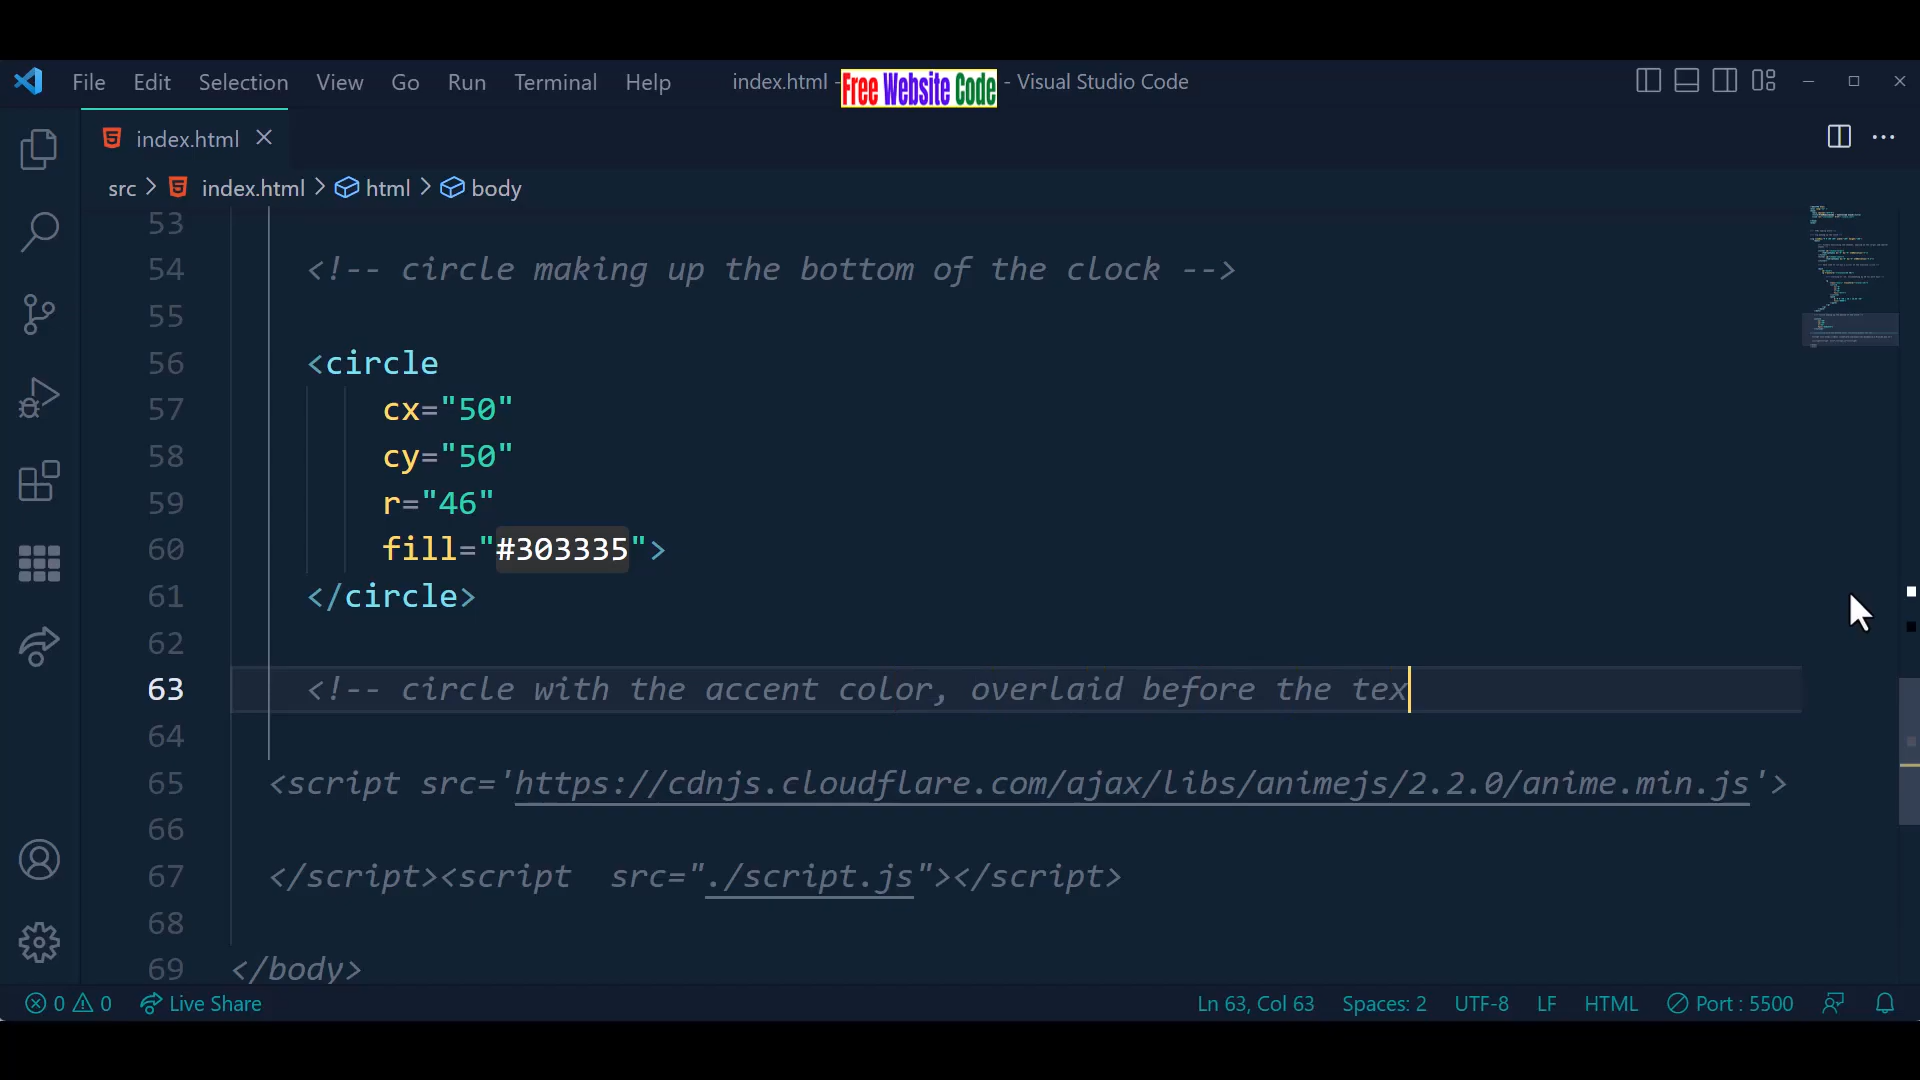 File Edit Selection View Go Run Terminal Help index.html - Free Website Code - Visual Studio Code
index.html
src > index.html > html > body
53
54 <!-- circle making up the bottom of the clock -->
55
56 <circle
57 cx="50"
58 cy="50"
59 r="46"
60 fill="#303335">
61 </circle>
62
63 <!-- circle with the accent color, overlaid before the tex
64
65 <script src='https://cdnjs.cloudflare.com/ajax/libs/animejs/2.2.0/anime.min.js'>
66
67 </script><script src="./script.js"></script>
68
69 </body>
0 0 Live Share Ln 63, Col 63 Spaces: 2 UTF-8 LF HTML Port : 5500